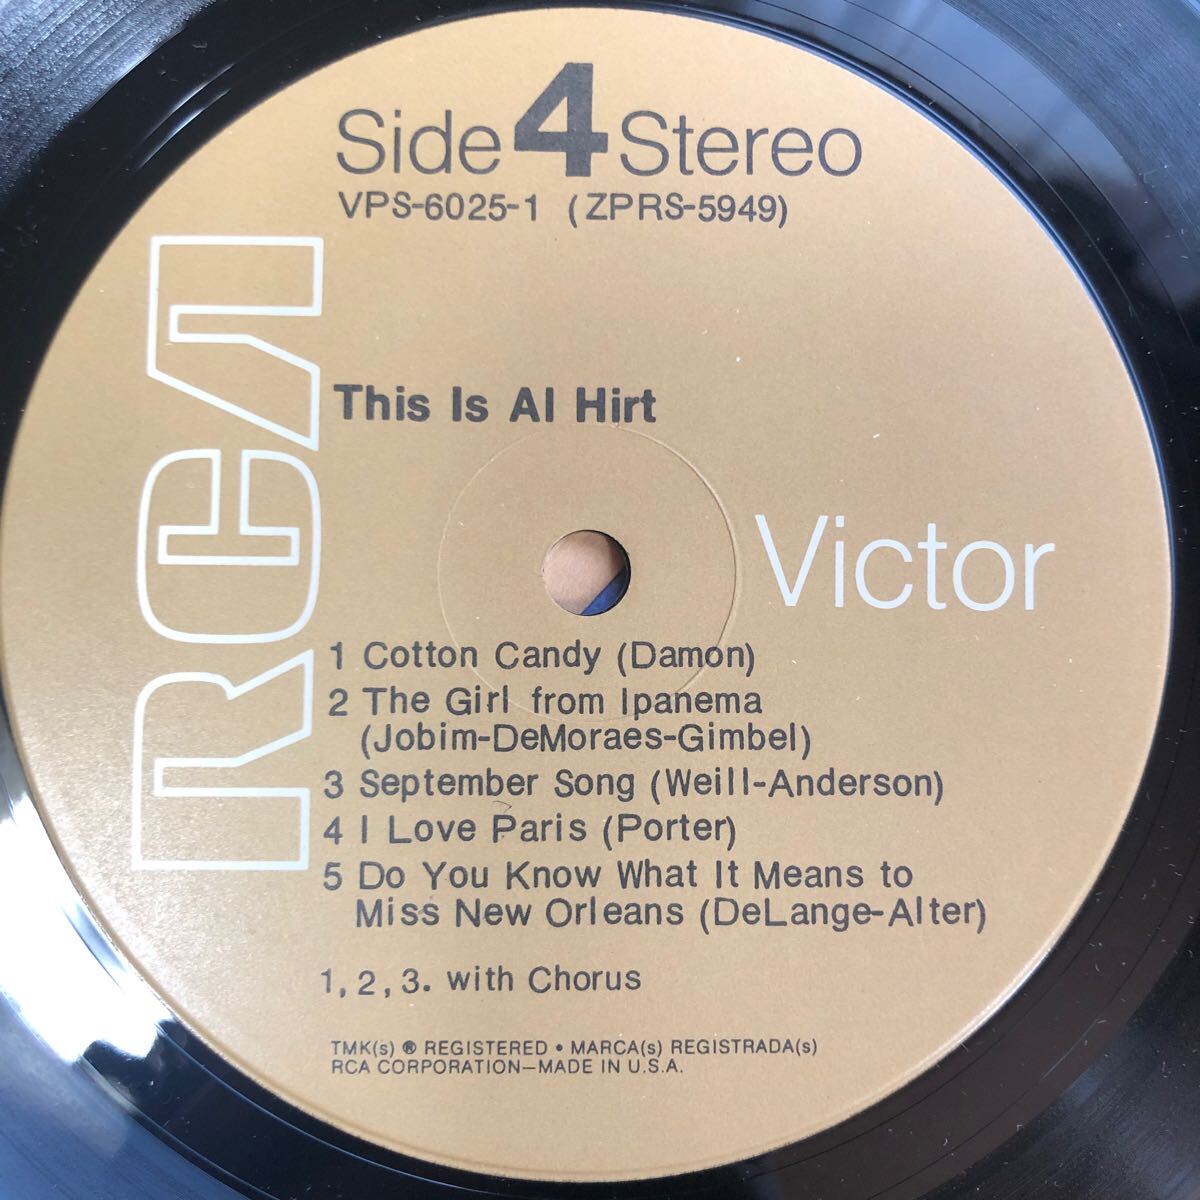 Side 4 Stereo
VPS-6025-1 (ZPRS-5949)
RCA
This Is Al Hirt
Victor
1 Cotton Candy (Damon)
2 The Girl from Ipanema
(Jobim-DeMoraes-Gimbel)
3 September Song (Weill-Anderson)
4 I Love Paris (Porter)
5 Do You Know What It Means to
Miss New Orleans (DeLange-Alter)
1, 2, 3. with Chorus
TMK(s) ® REGISTERED • MARCA(s) REGISTRADA(s)
RCA CORPORATION—MADE IN U.S.A.